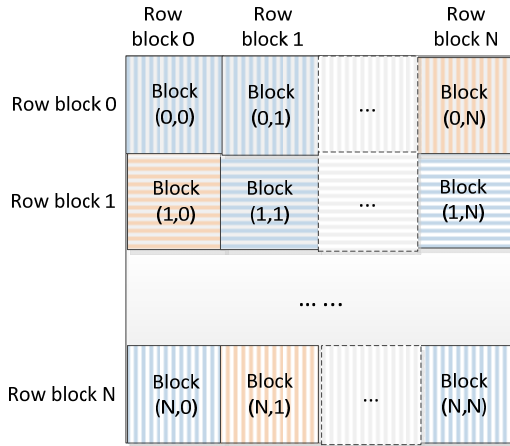 Row block 0
Row block 1
Row block N
Row block 0
Block (0,0)
Block (0,1)
...
Block (0,N)
Row block 1
Block (1,0)
Block (1,1)
...
Block (1,N)
... ...
Row block N
Block (N,0)
Block (N,1)
...
Block (N,N)